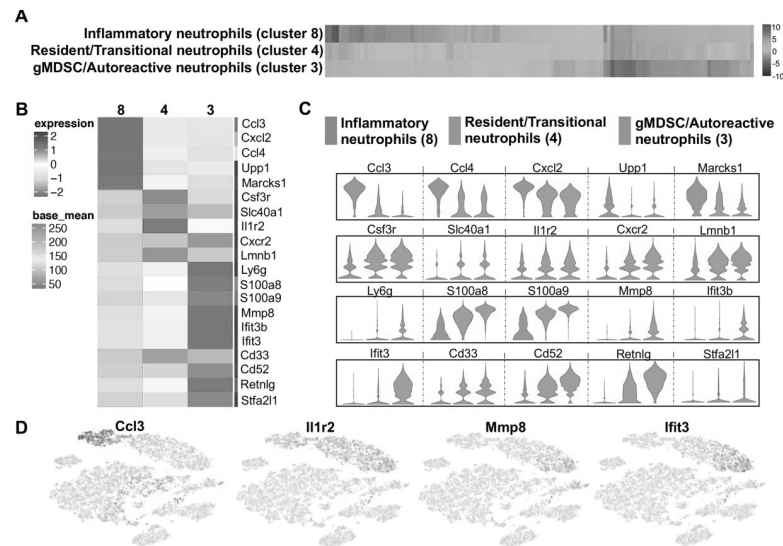 A
Inflammatory neutrophils (cluster 8)
Resident/Transitional neutrophils (cluster 4)
gMDSC/Autoreactive neutrophils (cluster 3)
10
5
0
-5
-10
B
expression
2
1
0
-1
-2
base_mean
250
200
150
100
50
8 4 3
Ccl3
Cxcl2
Ccl4
Upp1
Marcks1
Csf3r
Slc40a1
Il1r2
Cxcr2
Lmnb1
Ly6g
S100a8
S100a9
Mmp8
Ifit3b
Ifit3
Cd33
Cd52
Retnlg
Stfa2l1
C
Inflammatory neutrophils (8)
Resident/Transitional neutrophils (4)
gMDSC/Autoreactive neutrophils (3)
Ccl3 Ccl4 Cxcl2 Upp1 Marcks1
Csf3r Slc40a1 Il1r2 Cxcr2 Lmnb1
Ly6g S100a8 S100a9 Mmp8 Ifit3b
Ifit3 Cd33 Cd52 Retnlg Stfa2l1
D
Ccl3 Il1r2 Mmp8 Ifit3